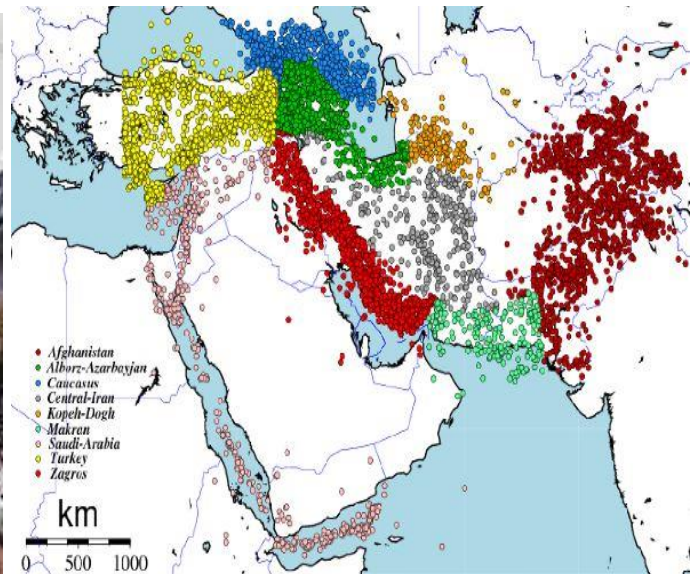 Afghanistan
Alborz-Azarbayjan
Caucasus
Central-Iran
Kopeh-Dogh
Makran
Saudi-Arabia
Turkey
Zagros
km
0 500 1000